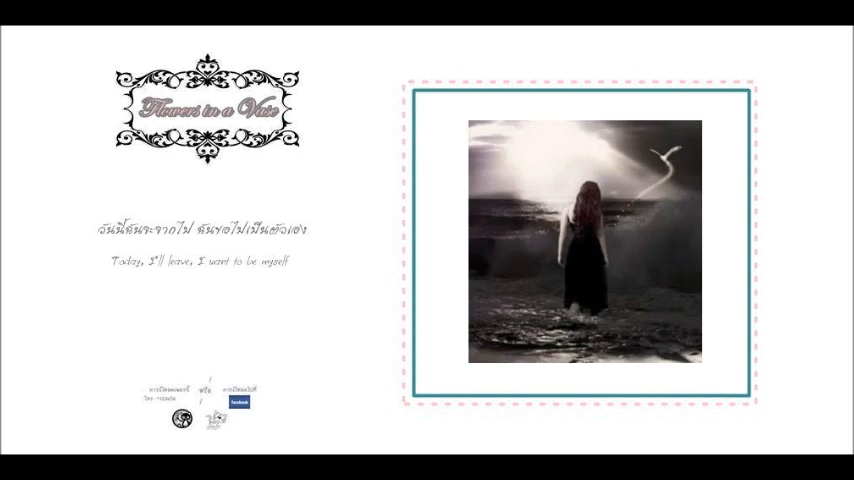 Flowers in a Vase
วันนี้ฉันจะจากไป ฉันขอไปเป็นตัวเอง
Today, I'll leave, I want to be myself
หรือ
facebook